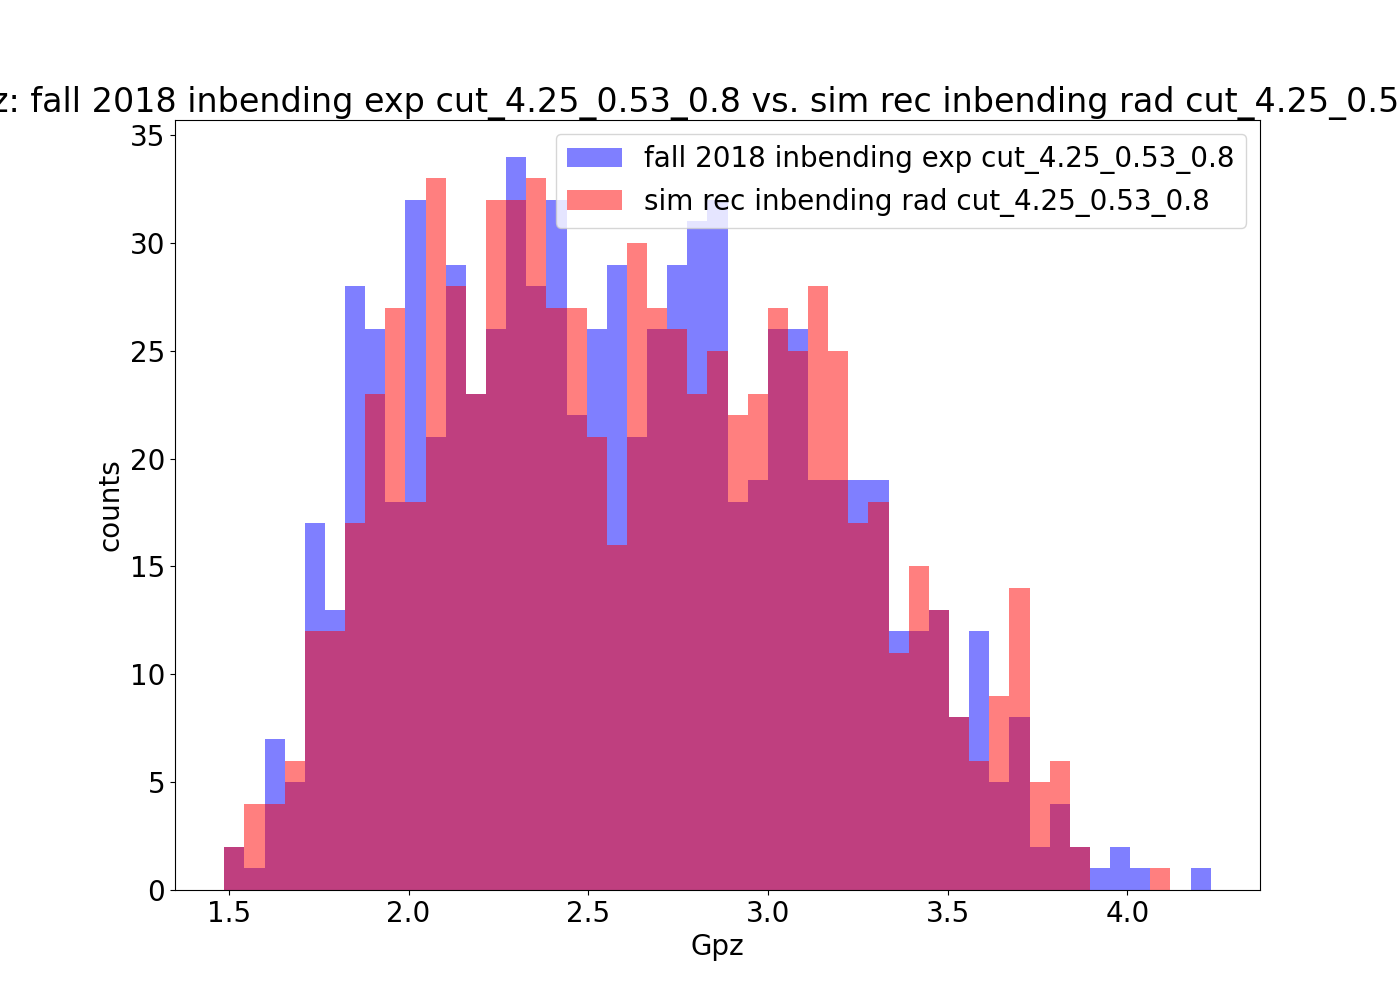 z: fall 2018 inbending exp cut_4.25_0.53_0.8 vs. sim rec inbending rad cut_4.25_0.5
fall 2018 inbending exp cut_4.25_0.53_0.8
sim rec inbending rad cut_4.25_0.53_0.8
35
30
25
20
15
10
5
0
counts
1.5 2.0 2.5 3.0 3.5 4.0
Gpz